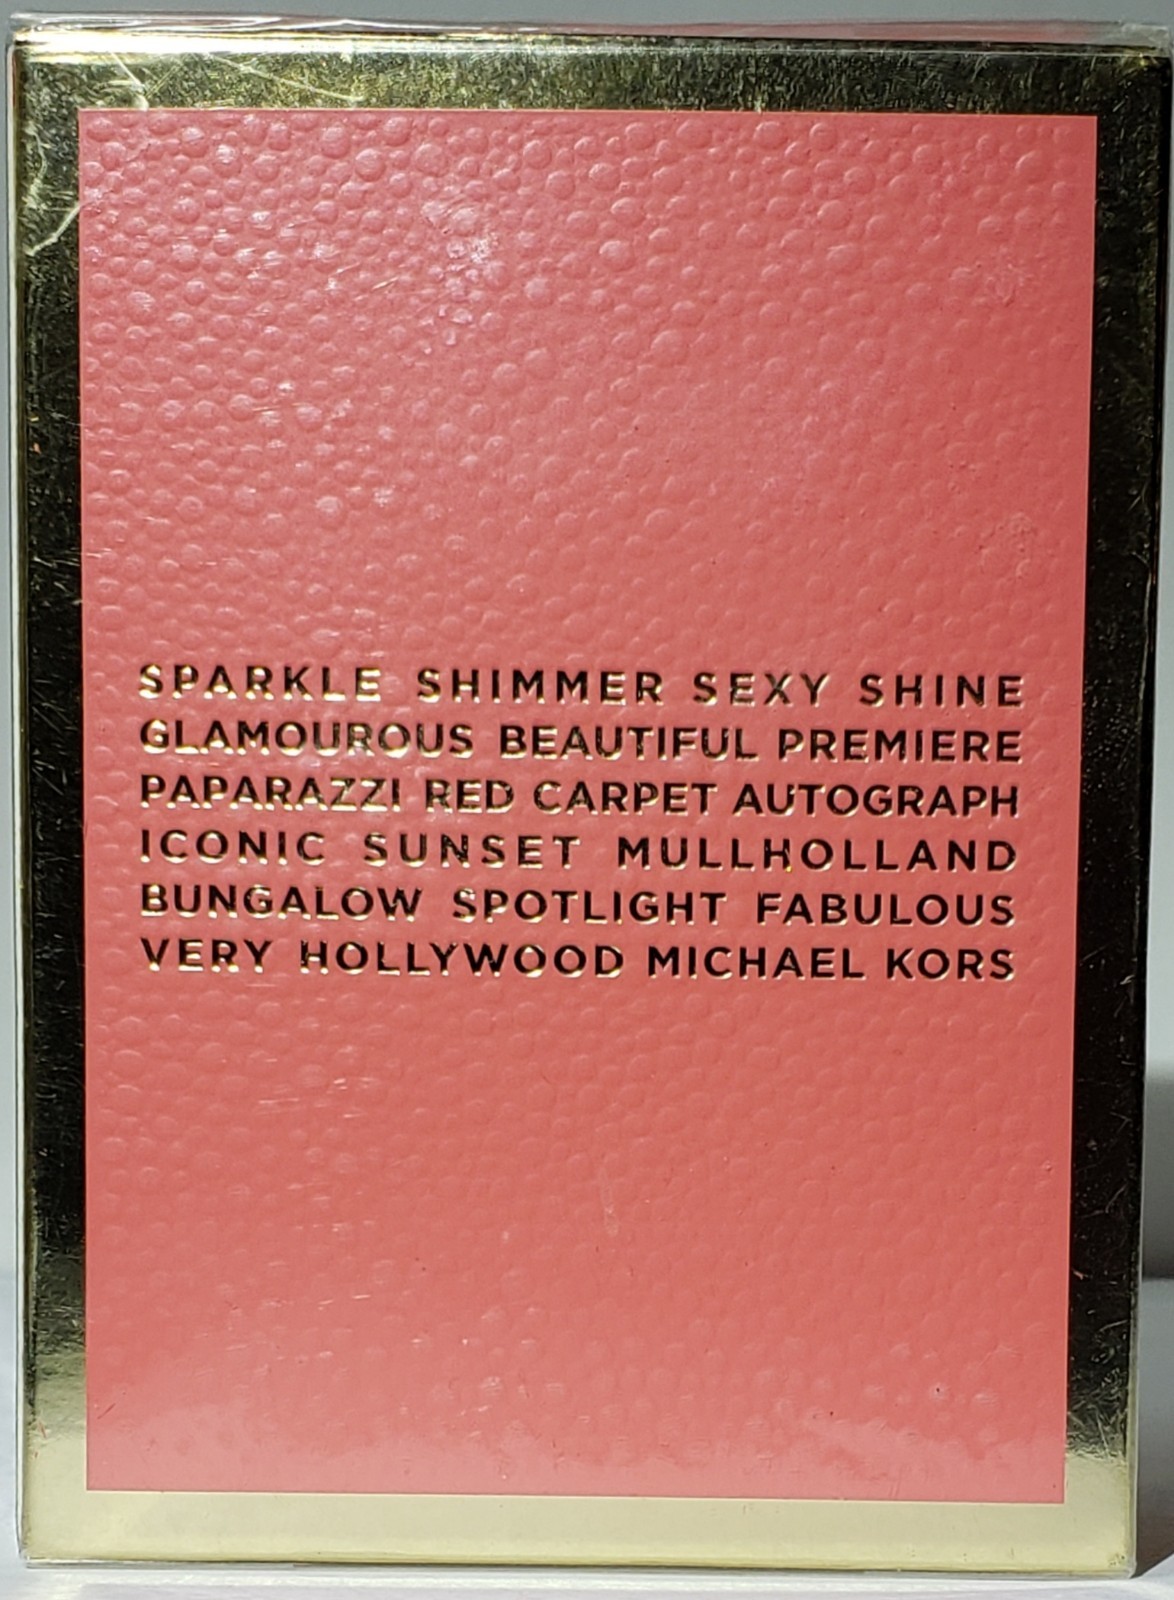 SPARKLE SHIMMER SEXY SHINE
GLAMOUROUS BEAUTIFUL PREMIERE
PAPARAZZI RED CARPET AUTOGRAPH
ICONIC SUNSET MULLHOLLAND
BUNGALOW SPOTLIGHT FABULOUS
VERY HOLLYWOOD MICHAEL KORS